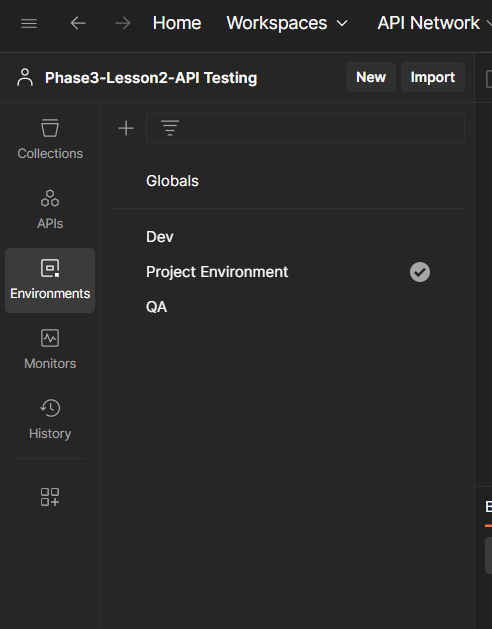 Home Workspaces API Network
Phase3-Lesson2-API Testing New Import
Collections
APIs
Environments
Monitors
History
Globals
Dev
Project Environment
QA